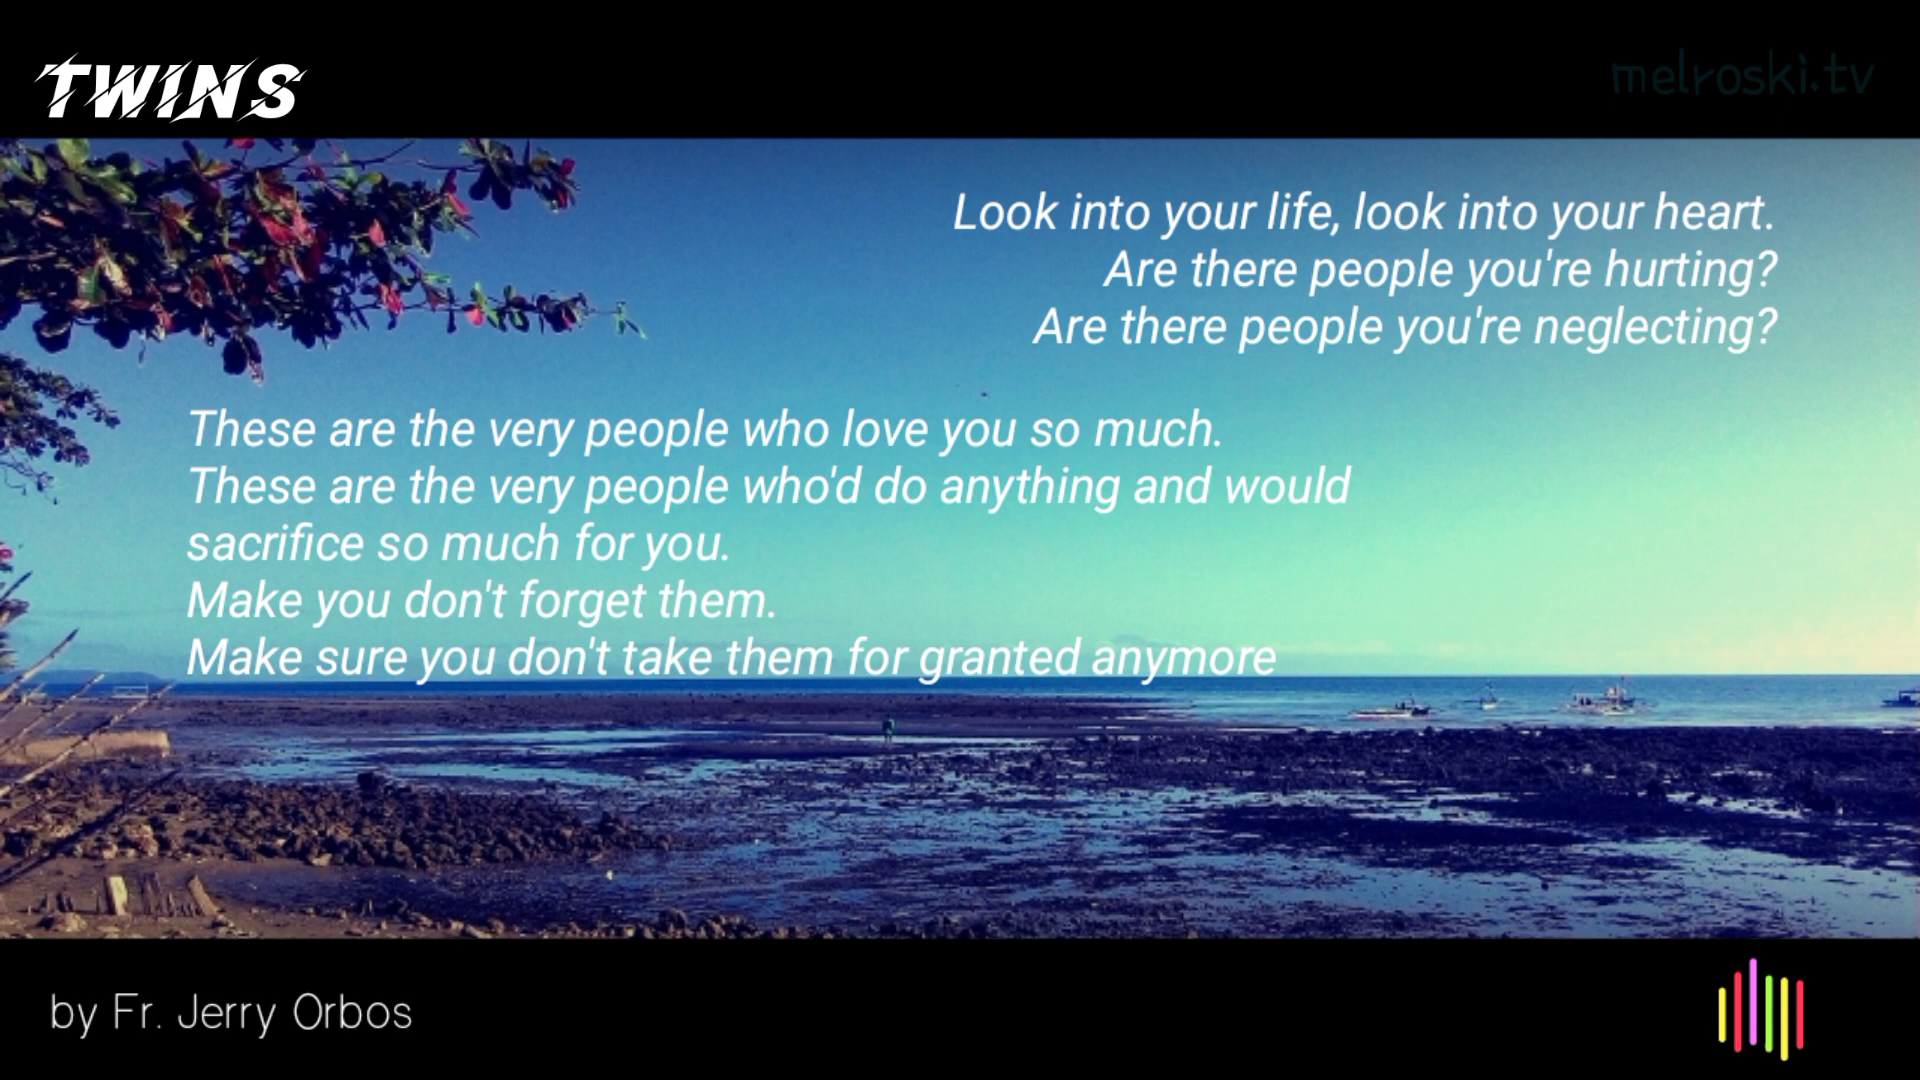 TWINS
melroski.tv
Look into your life, look into your heart.
Are there people you're hurting?
Are there people you're neglecting?
These are the very people who love you so much.
These are the very people who'd do anything and would
sacrifice so much for you.
Make you don't forget them.
Make sure you don't take them for granted anymore
by Fr. Jerry Orbos